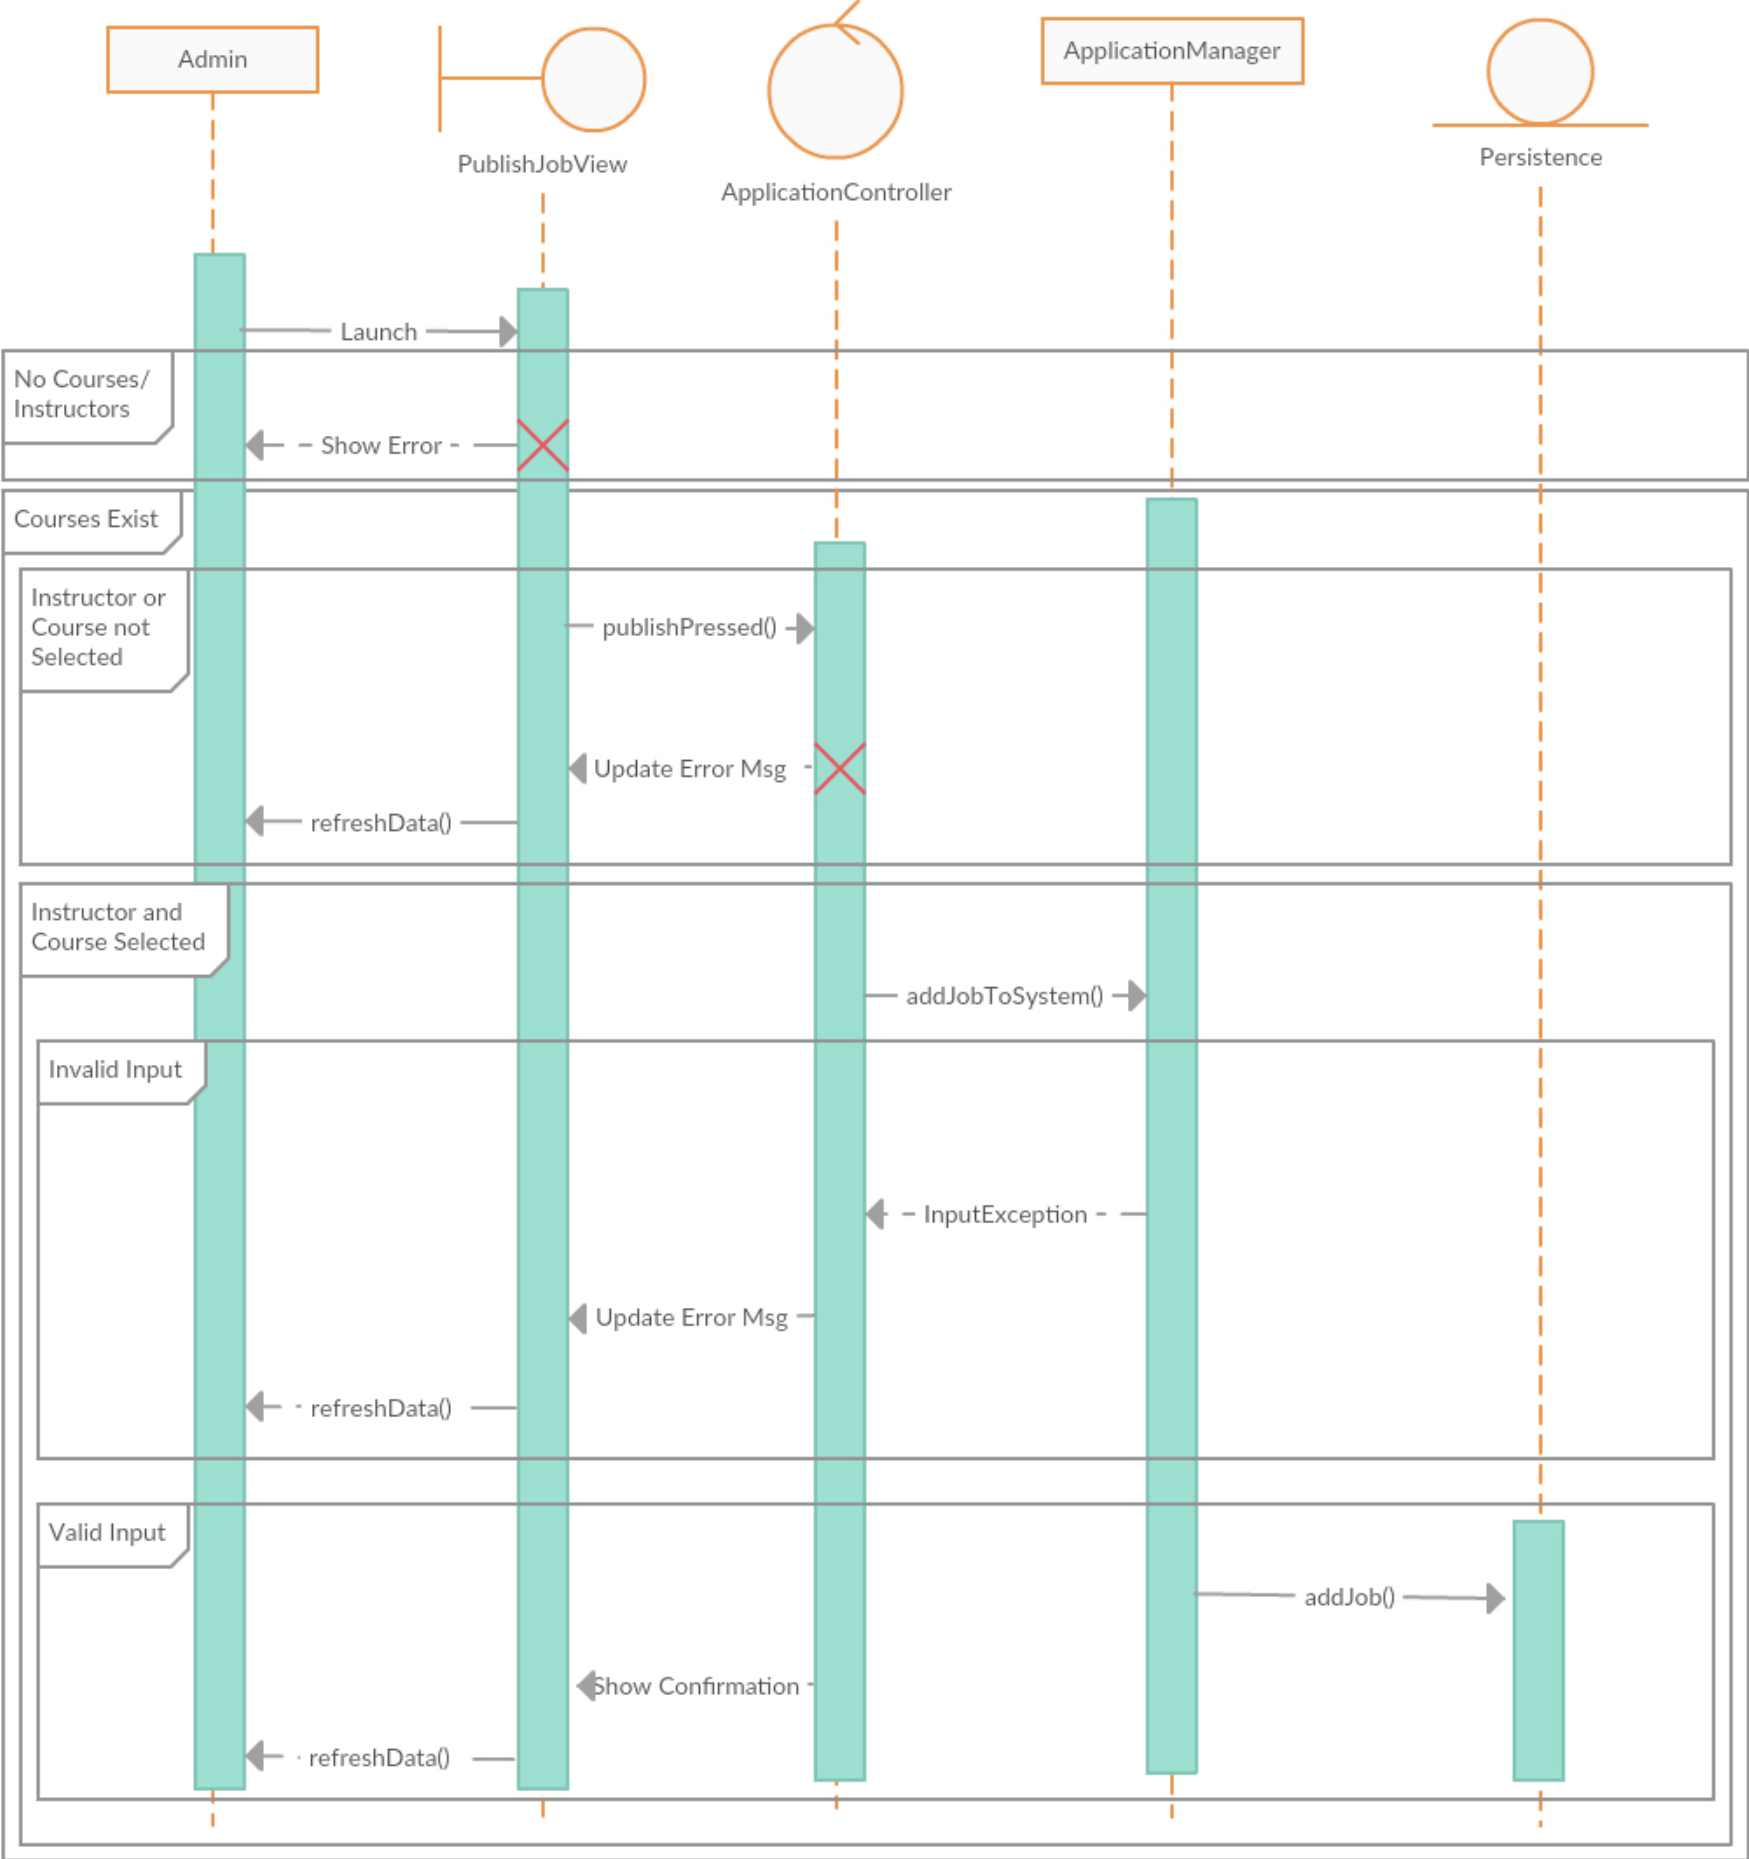 Admin
PublishJobView
ApplicationController
ApplicationManager
Persistence
Launch
No Courses/
Instructors
Show Error
Courses Exist
Instructor or
Course not
Selected
publishPressed()
Update Error Msg
refreshData()
Instructor and
Course Selected
addJobToSystem()
Invalid Input
InputException
Update Error Msg
refreshData()
Valid Input
addJob()
Show Confirmation
refreshData()